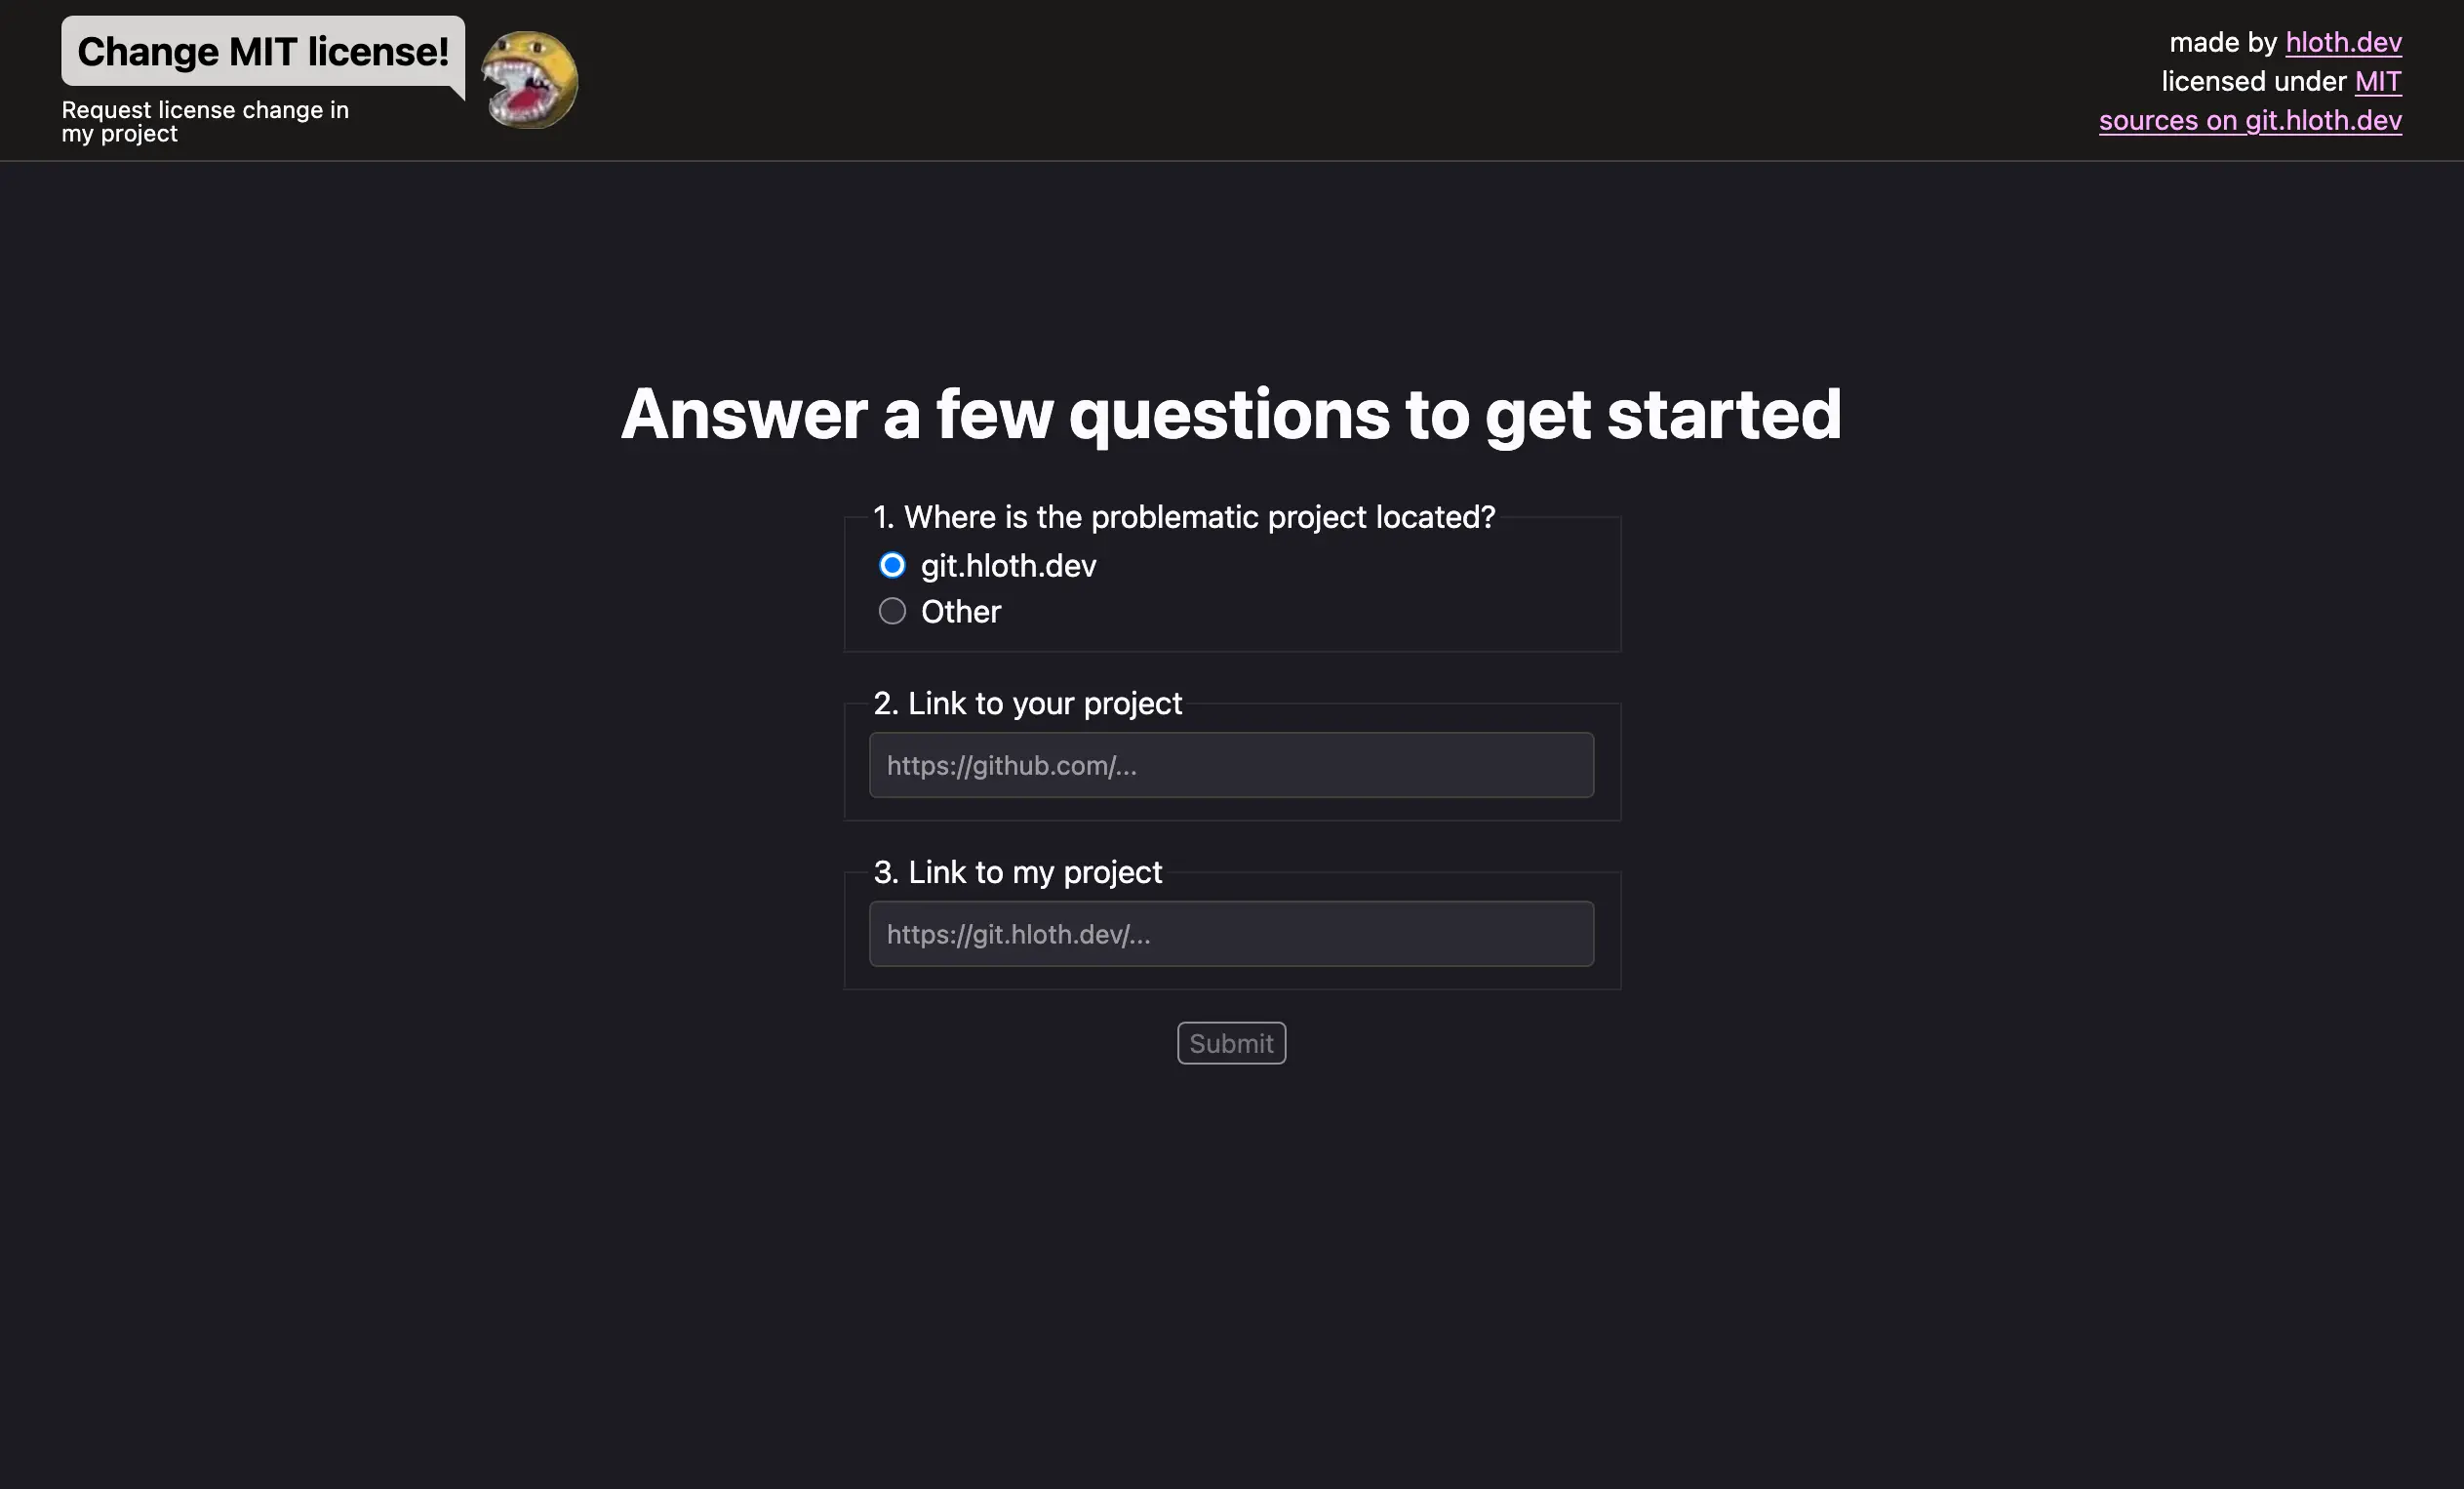 Change MIT license!
Request license change in
my project
made by hloth.dev
licensed under MIT
sources on git.hloth.dev
Answer a few questions to get started
1. Where is the problematic project located?
git.hloth.dev
Other
2. Link to your project
https://github.com/...
3. Link to my project
https://git.hloth.dev/...
Submit